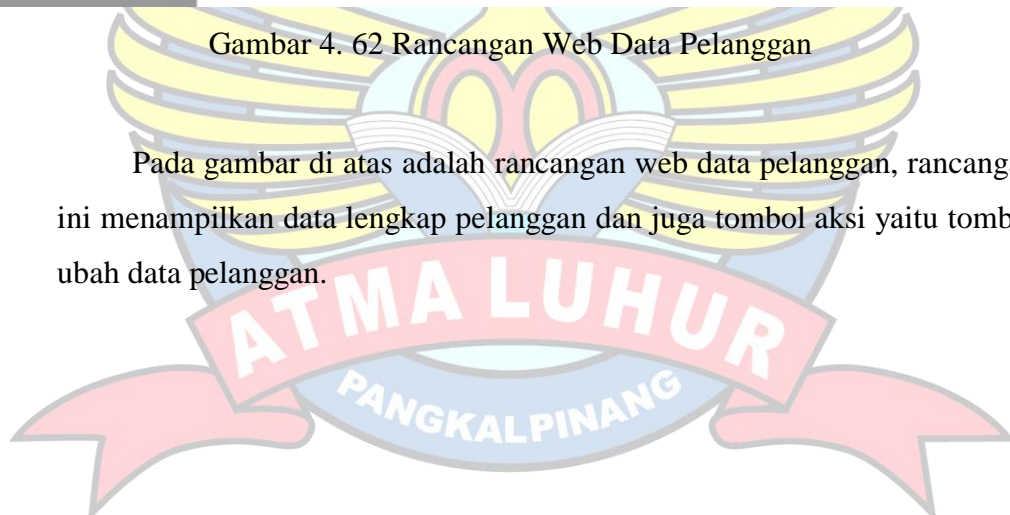 Gambar 4. 62 Rancangan Web Data Pelanggan
Pada gambar di atas adalah rancangan web data pelanggan, rancanga
ini menampilkan data lengkap pelanggan dan juga tombol aksi yaitu tomb
ubah data pelanggan.
ATMA LUHUR
PANGKALPINANG